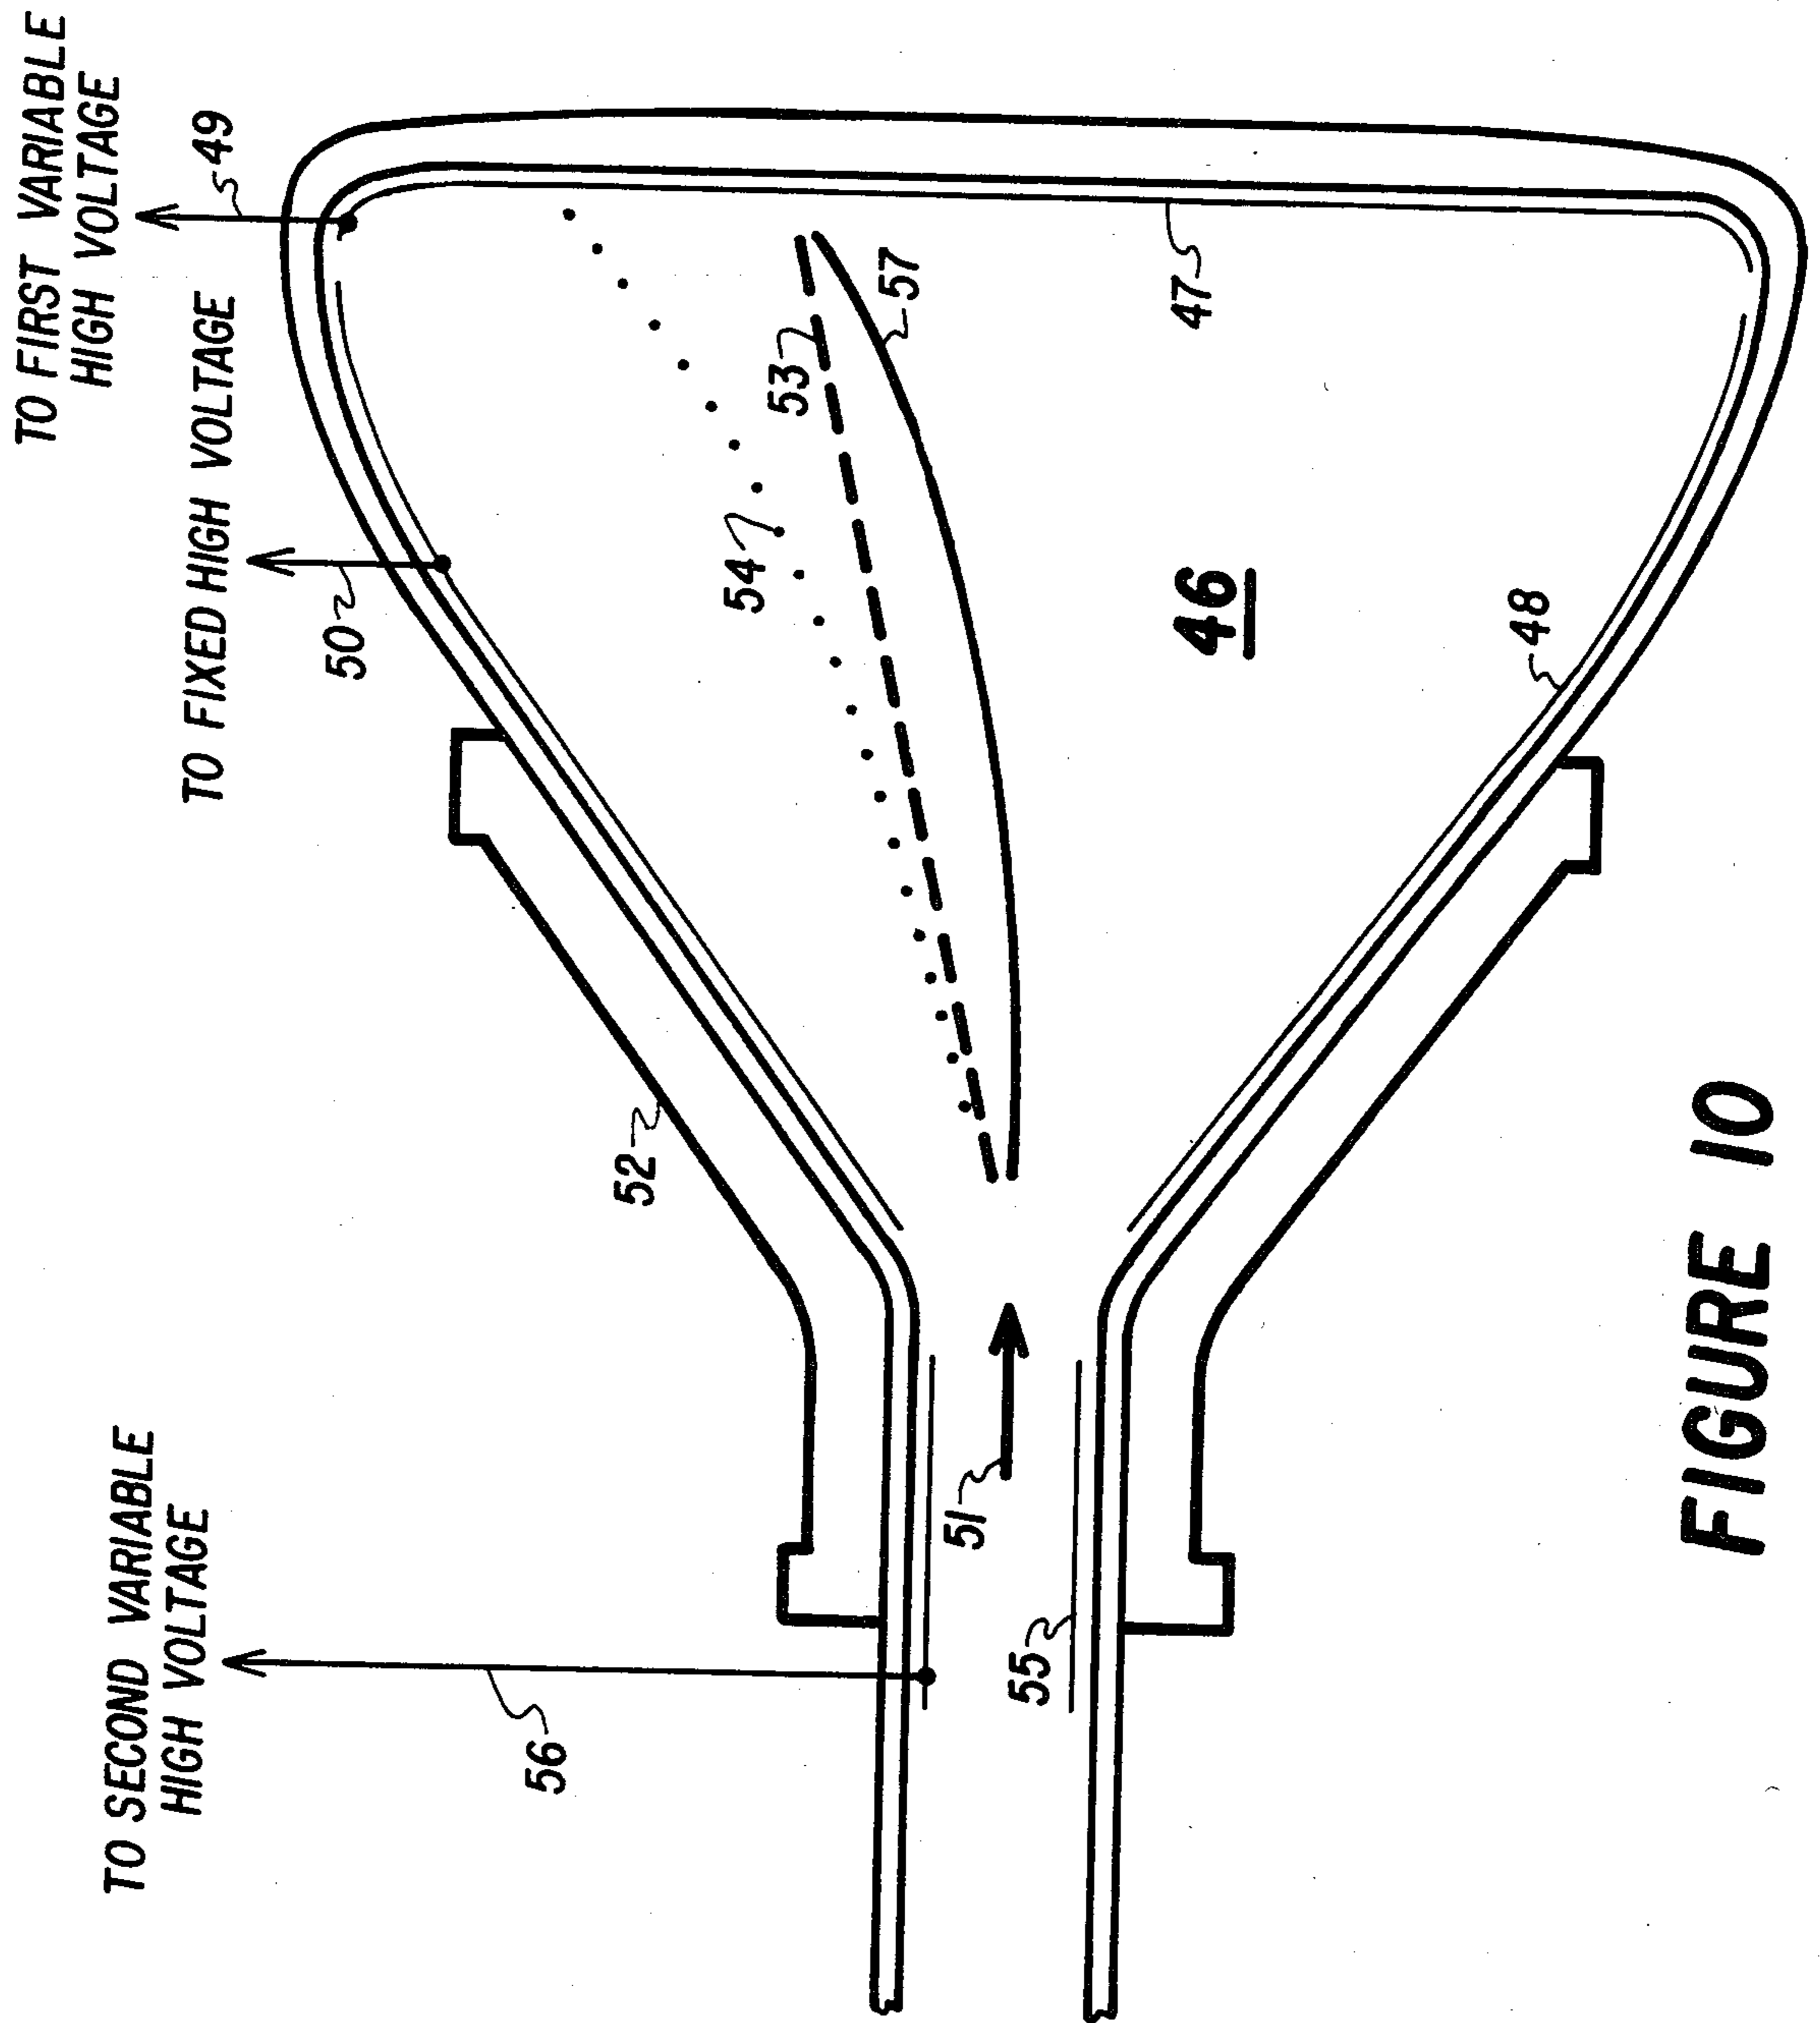 TO FIRST VARIABLE
HIGH VOLTAGE
49
TO FIXED HIGH VOLTAGE
50
TO SECOND VARIABLE
HIGH VOLTAGE
56
52
54
53
57
47
46
48
51
55
FIGURE 10